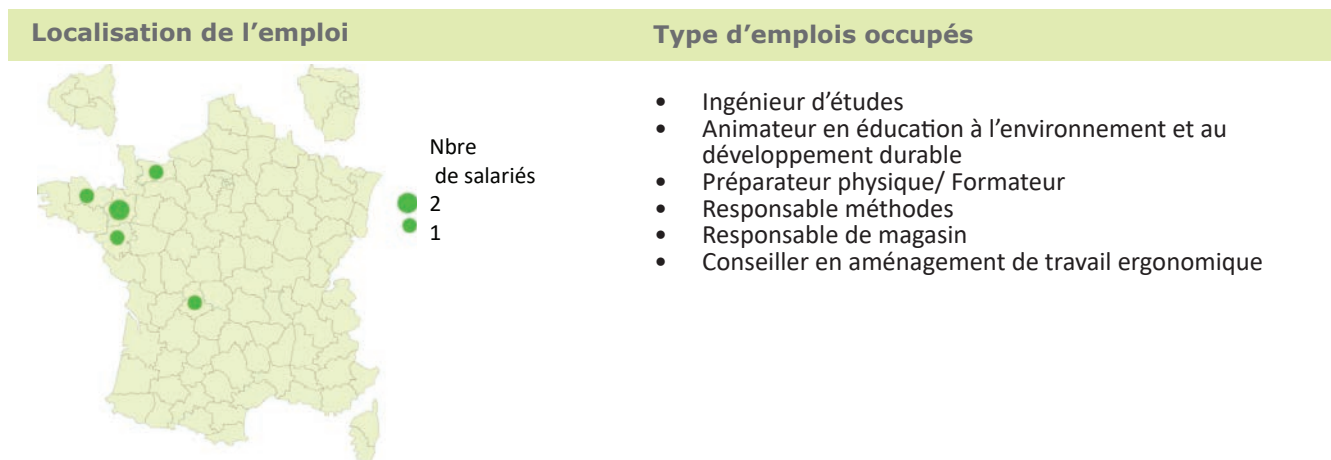 Localisation de l’emploi
Type d’emplois occupés
Nbre
de salariés
2
1
• Ingénieur d’études
• Animateur en éducation à l’environnement et au
développement durable
• Préparateur physique/ Formateur
• Responsable méthodes
• Responsable de magasin
• Conseiller en aménagement de travail ergonomique